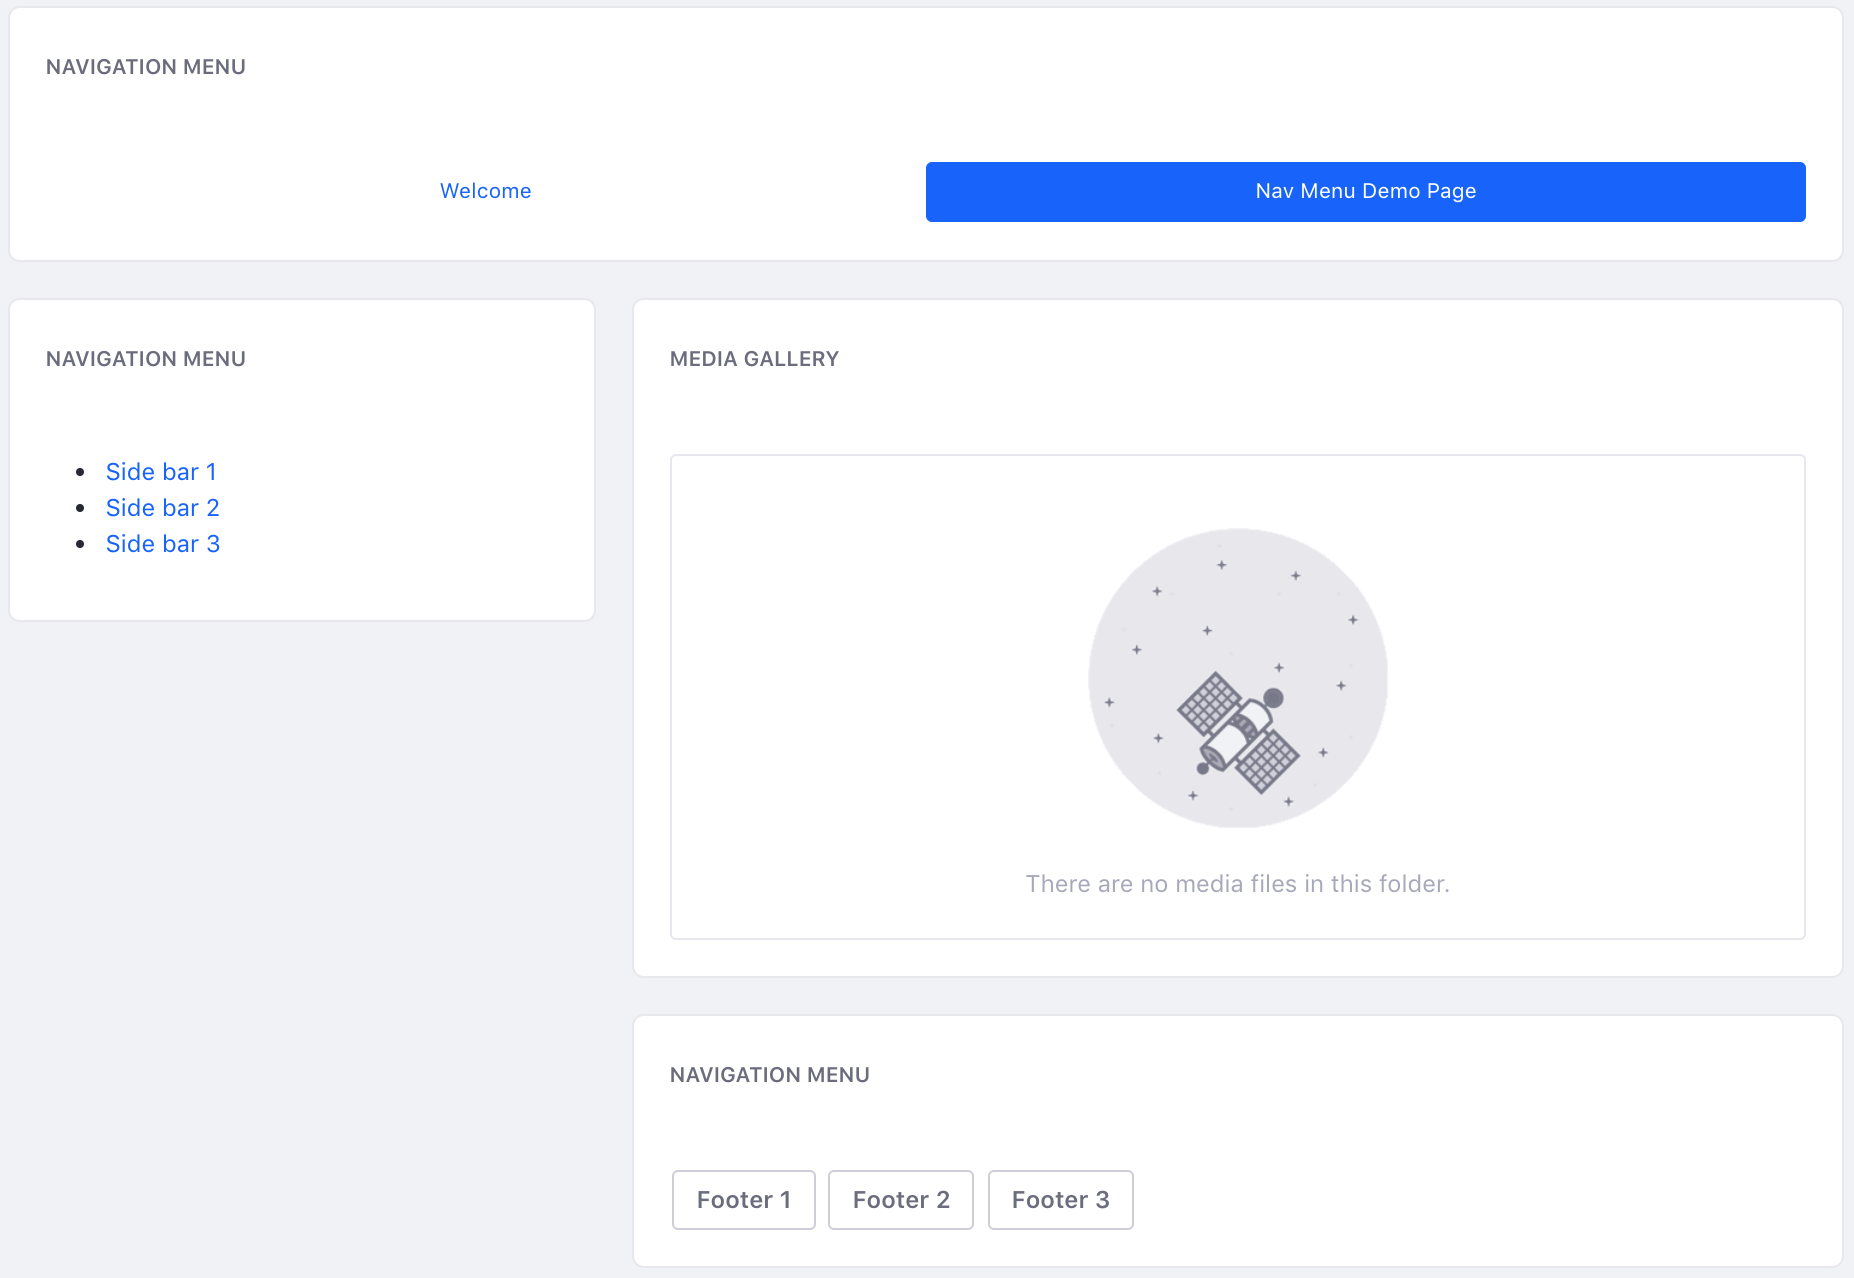 NAVIGATION MENU
Welcome
Nav Menu Demo Page
NAVIGATION MENU
Side bar 1
Side bar 2
Side bar 3
MEDIA GALLERY
There are no media files in this folder.
NAVIGATION MENU
Footer 1
Footer 2
Footer 3